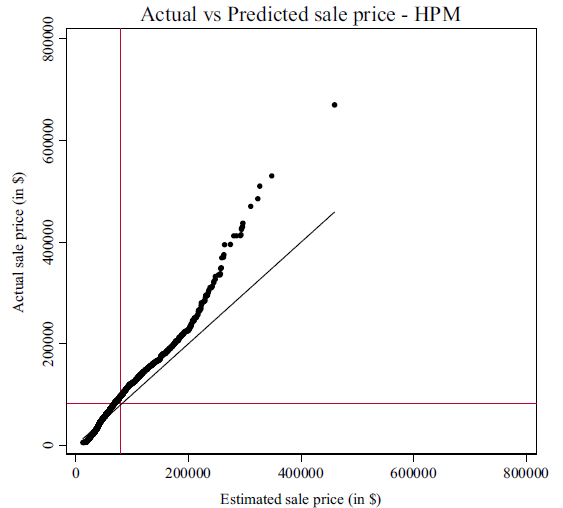 Actual vs Predicted sale price - HPM
800000
600000
400000
200000
0
Actual sale price (in $)
0 200000 400000 600000 800000
Estimated sale price (in $)